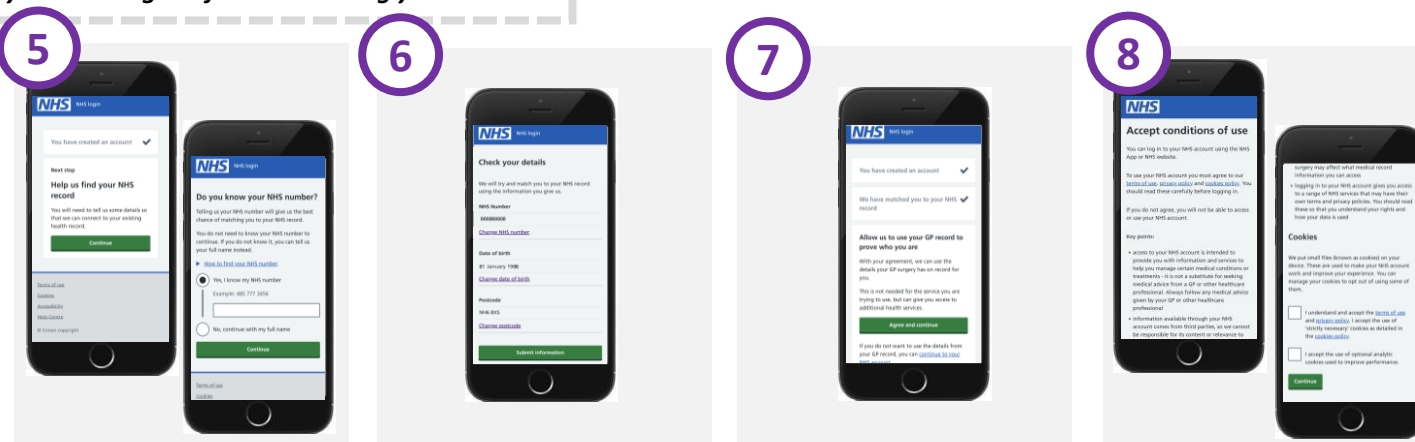 5
NHS NHS login
You have created an account
Next step
Help us find your NHS
record
You will need to tell us some details so
that we can connect to your existing
health record.
Continue
Terms of use
Cookies
Accessibility
Help Centre
© Crown copyright
NHS NHS login
Do you know your NHS number?
Telling us your NHS number will give us the best
chance of matching you to your NHS record.
You do not need to know your NHS number to
continue. If you do not know it, you can tell us
your full name instead.
How to find your NHS number
Yes, I know my NHS number
Example: 485 777 3456
No, continue with my full name
Continue
Terms of use
Cookies
6
NHS NHS login
Check your details
We will try and match you to your NHS record
using the information you give us.
NHS Number
Change NHS number
Date of birth
01 January 1980
Change date of birth
Postcode
Change postcode
Submit information
7
NHS NHS login
You have created an account
We have matched you to your NHS
record
Allow us to use your GP record to
prove who you are
With your agreement, we can use the
details your GP surgery has on record for
you.
This is not needed for the service you are
trying to use, but can give you access to
additional health services.
Agree and continue
If you do not want to use the details from
your GP record, you can continue to your
NHS account
8
NHS
Accept conditions of use
You can log in to your NHS account using the NHS
App or NHS website.
To use your NHS account you must agree to our
terms of use, privacy policy and cookies policy. You
should read these carefully before logging in.
If you do not agree, you will not be able to access
or use your NHS account.
Key points:
• access to your NHS account is intended to
provide you with information and services to
help you manage certain medical conditions or
treatments - it is not a substitute for seeking
medical advice from a GP or other healthcare
professional. Always follow any medical advice
given by your GP or other healthcare
professional
• information available through your NHS
account comes from third parties, so we cannot
be responsible for its content or relevance to
surgery may affect what medical record
information you can access
• logging in to your NHS account gives you access
to a range of NHS services that may have their
own terms and privacy policies. You should read
these so that you understand your rights and
how your data is used
Cookies
We put small files (known as cookies) on your
device. These are used to make your NHS account
work and improve your experience. You can
manage your cookies to opt out of using some of
them.
I understand and accept the terms of use
and privacy policy. I accept the use of
'strictly necessary' cookies as detailed in
the cookies policy.
I accept the use of optional analytic
cookies used to improve performance.
Continue